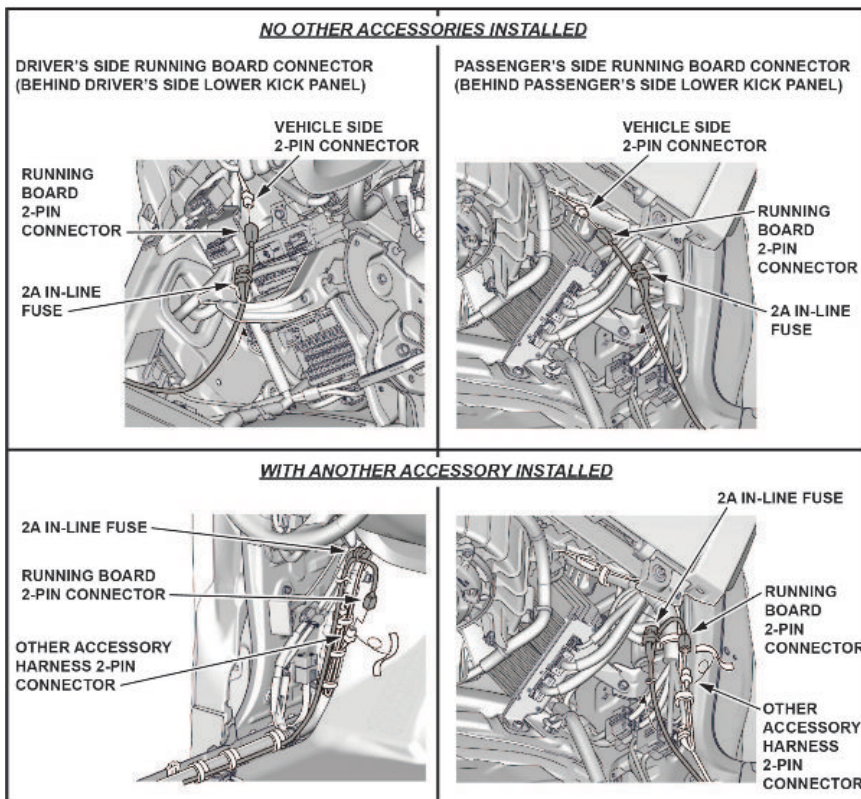 NO OTHER ACCESSORIES INSTALLED
DRIVER'S SIDE RUNNING BOARD CONNECTOR
(BEHIND DRIVER'S SIDE LOWER KICK PANEL)
VEHICLE SIDE
2-PIN CONNECTOR
RUNNING
BOARD
2-PIN
CONNECTOR
2A IN-LINE
FUSE
PASSENGER'S SIDE RUNNING BOARD CONNECTOR
(BEHIND PASSENGER'S SIDE LOWER KICK PANEL)
VEHICLE SIDE
2-PIN CONNECTOR
RUNNING
BOARD
2-PIN
CONNECTOR
2A IN-LINE
FUSE
WITH ANOTHER ACCESSORY INSTALLED
2A IN-LINE FUSE
RUNNING BOARD
2-PIN CONNECTOR
OTHER ACCESSORY
HARNESS 2-PIN
CONNECTOR
2A IN-LINE FUSE
RUNNING
BOARD
2-PIN
CONNECTOR
OTHER
ACCESSORY
HARNESS
2-PIN
CONNECTOR